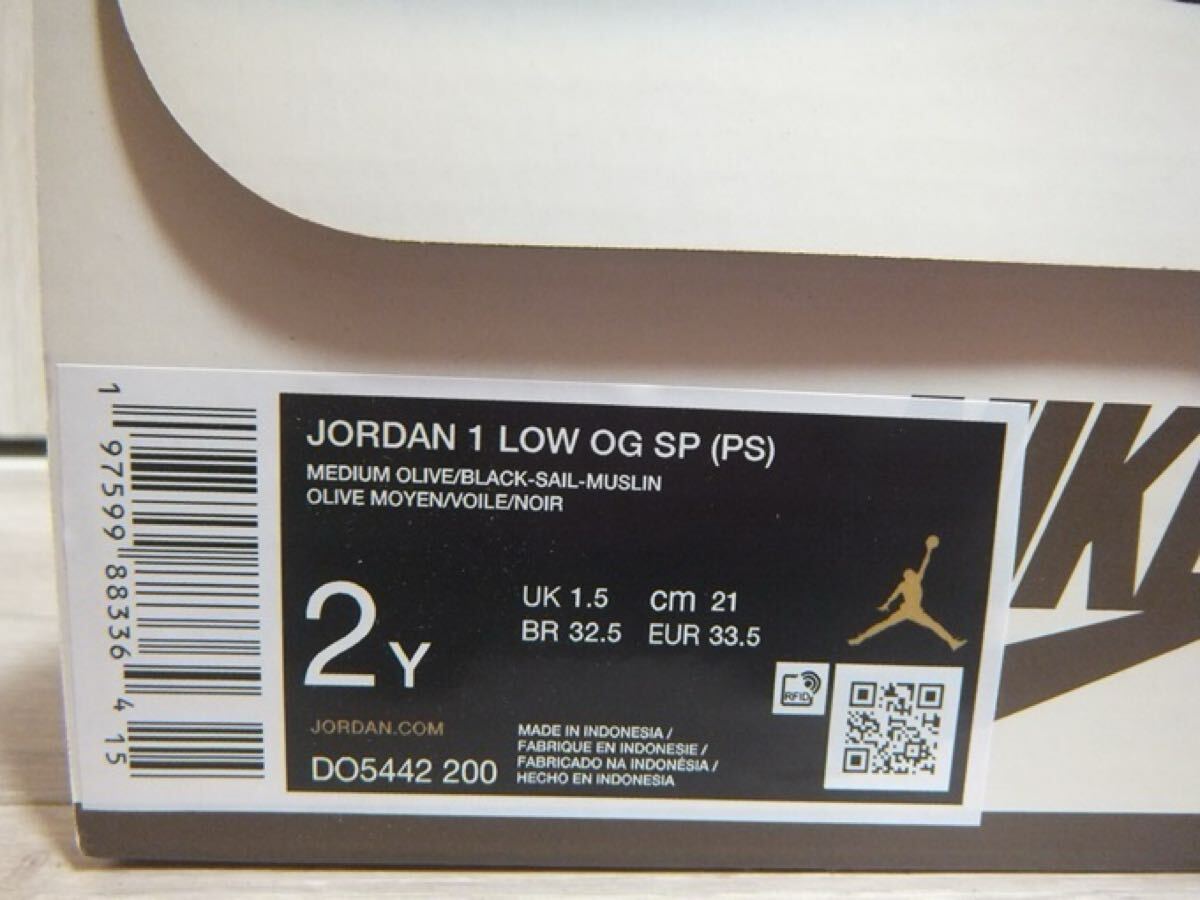 1 97599 88336 4 15
JORDAN 1 LOW OG SP (PS)
MEDIUM OLIVE/BLACK-SAIL-MUSLIN
OLIVE MOYEN/VOILE/NOIR
2Y
UK 1.5 cm 21
BR 32.5 EUR 33.5
RFID
JORDAN.COM
DO5442 200
MADE IN INDONESIA /
FABRIQUE EN INDONESIE /
FABRICADO NA INDONÉSIA /
HECHO EN INDONESIA